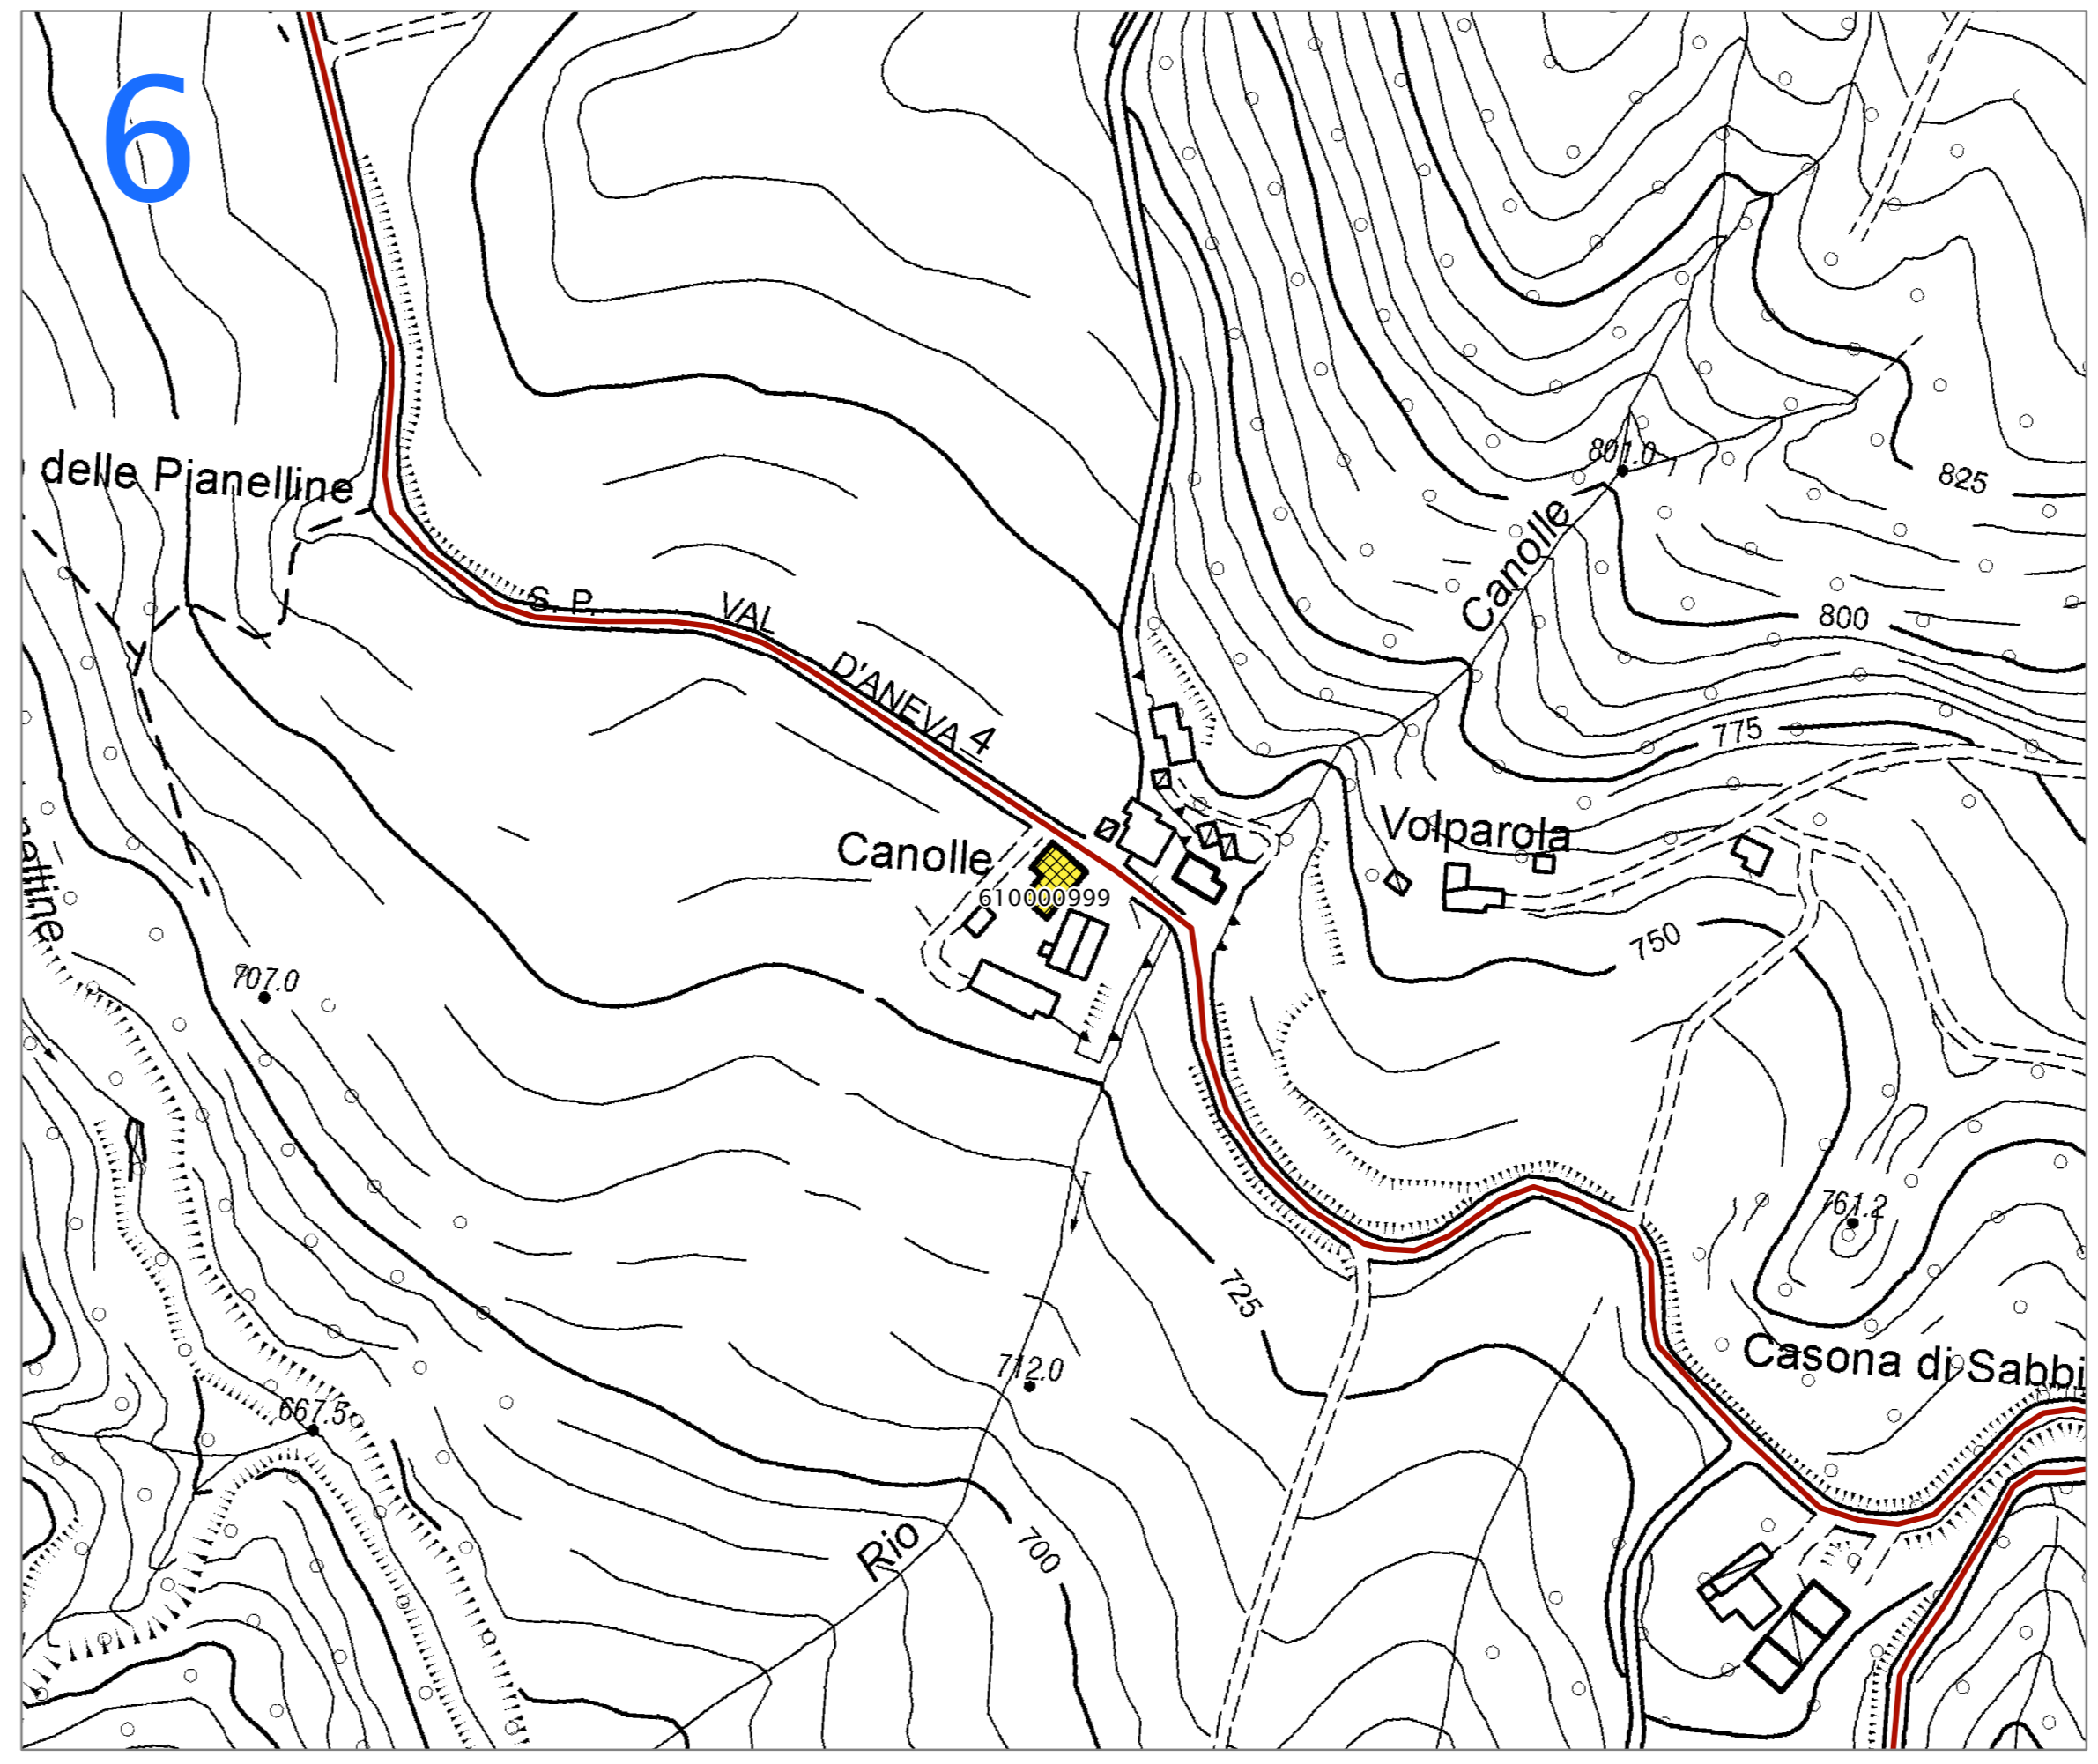 6
delle Pianelline
S. P.
VAL
D'ANEVA 4
801.0
825
Canolle
800
775
Volparola
Canolle
610000999
750
707.0
761.2
725
Casona di Sabbi
712.0
667.5
Rio
700